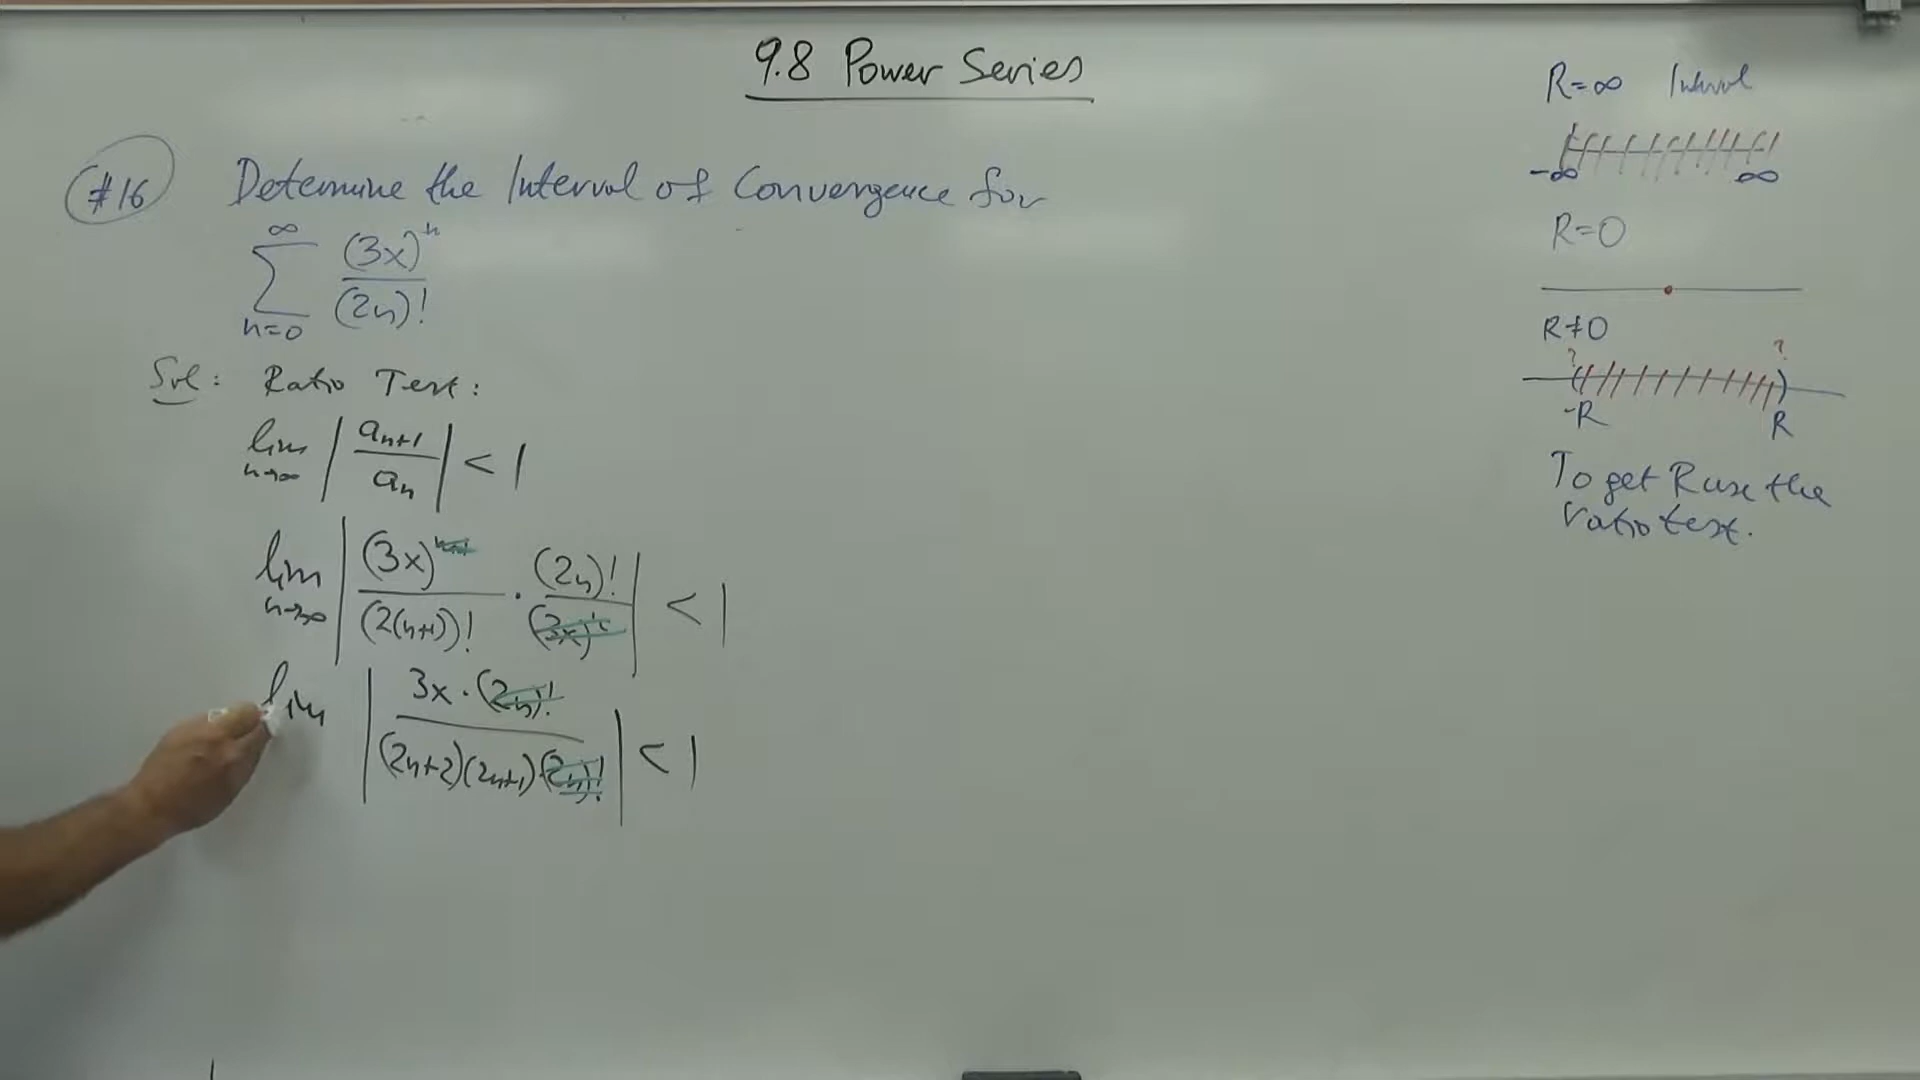 9.8 Power Series
#16 Determine the Interval of Convergence for
∞
∑ (3x)^n / (2n)!
n=0
Sol: Ratio Test:
lim n→∞ | a_{n+1} / a_n | < 1
lim n→∞ | (3x)^{n+1} / (2(n+1))! · (2n)! / (3x)^n | < 1
lim | 3x · (2n)! / (2n+2)(2n+1)(2n)! | < 1
R=∞ Interval
-∞ ∞
R=0
R≠0
? ?
-R R
To get R use the
ratio test.